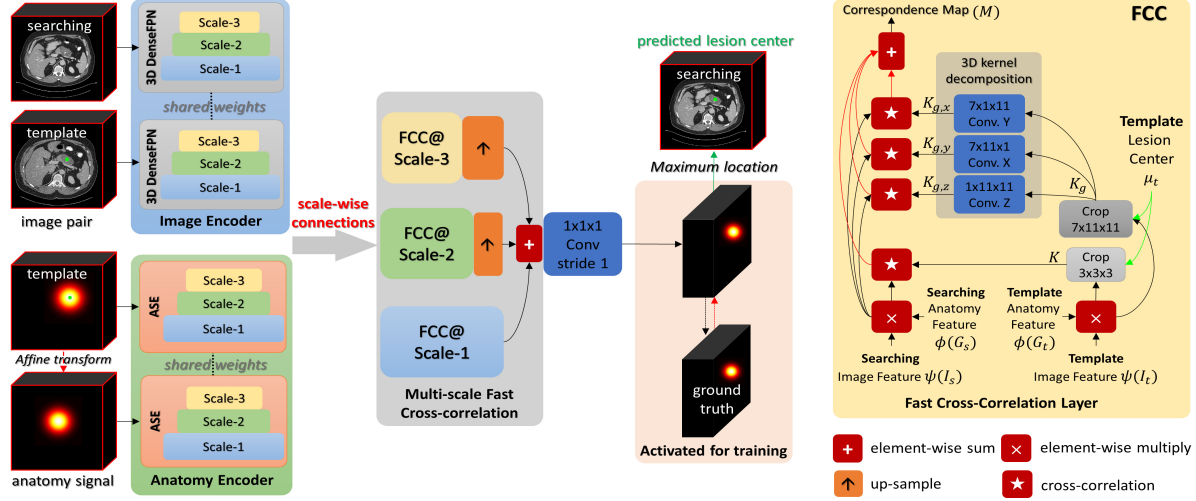 searching
template
image pair
3D DenseFPN
Scale-3
Scale-2
Scale-1
shared weights
3D DenseFPN
Scale-3
Scale-2
Scale-1
Image Encoder
template
Affine transform
anatomy signal
ASE
Scale-3
Scale-2
Scale-1
shared weights
ASE
Scale-3
Scale-2
Scale-1
Anatomy Encoder
scale-wise
connections
FCC@
Scale-3
FCC@
Scale-2
FCC@
Scale-1
Multi-scale Fast
Cross-correlation
1x1x1
Conv
stride 1
predicted lesion center
searching
Maximum location
ground
truth
Activated for training
Correspondence Map (M)
FCC
3D kernel
decomposition
K_{g,x}
7x1x11
Conv. Y
K_{g,y}
7x11x1
Conv. X
K_{g,z}
1x11x11
Conv. Z
K_g
Template
Lesion
Center
μ_t
Crop
7x11x11
K
Crop
3x3x3
Searching
Anatomy
Feature
ϕ(G_s)
Template
Anatomy
Feature
ϕ(G_t)
Searching
Image Feature ψ(I_s)
Template
Image Feature ψ(I_t)
Fast Cross-Correlation Layer
element-wise sum
element-wise multiply
up-sample
cross-correlation